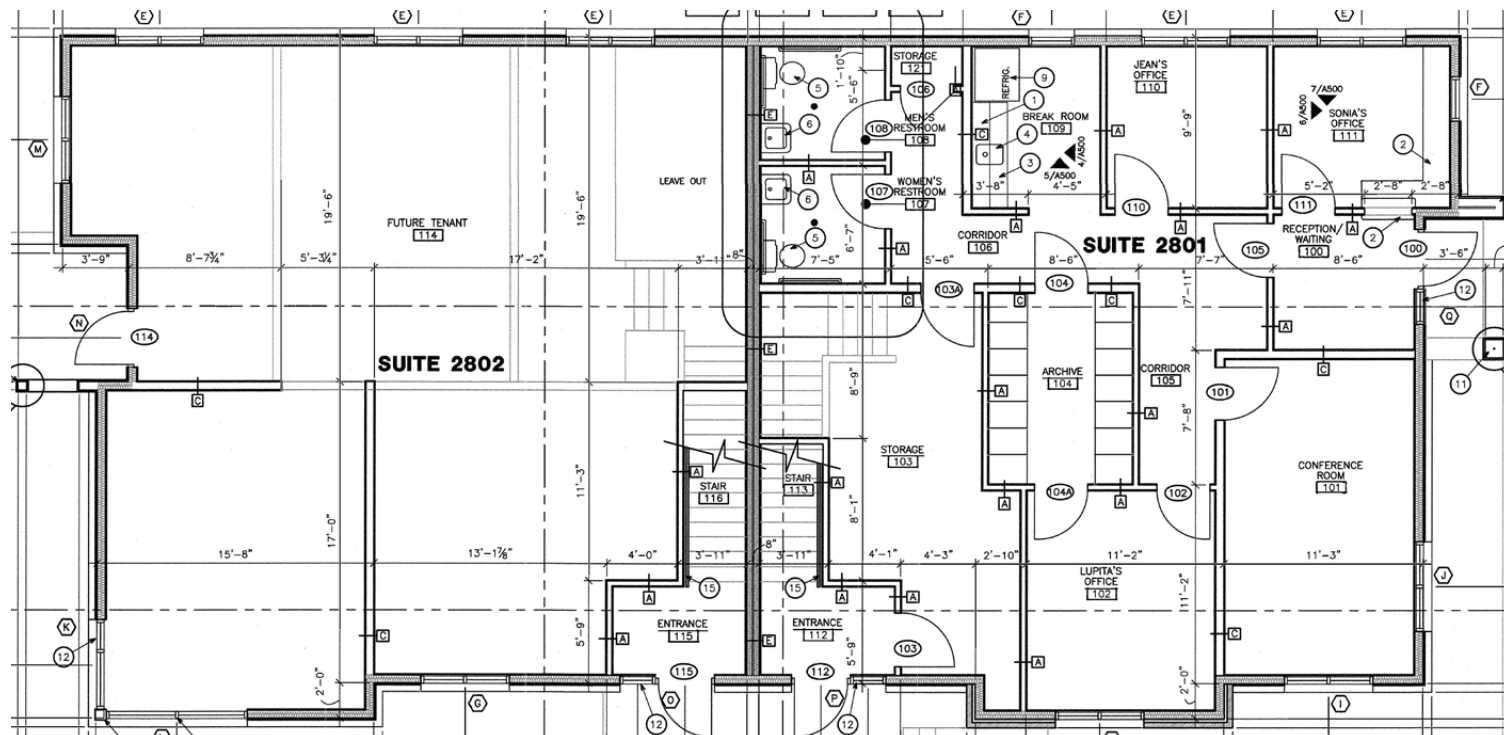 E
E
E
F
E
E
STORAGE
121
106
REFRIG.
9
JEAN'S
OFFICE
110
7/A500
6/A500
SONIA'S
OFFICE
111
F
1'-10"
5'-6"
5
6
E
1
BREAK ROOM
109
4
3
5/A500
4/A500
C
A
A
9'-9"
2
M
108
MEN'S
RESTROOM
108
A
LEAVE OUT
19'-6"
19'-6"
FUTURE TENANT
114
107
WOMEN'S
RESTROOM
107
6
5
6'-7"
A
3'-8"
4'-5"
110
A
A
5'-2"
2'-8"
2'-8"
111
A
2
RECEPTION/
WAITING
100
100
CORRIDOR
106
SUITE 2801
105
3'-9"
8'-7¾"
5'-3¼"
17'-2"
3'-1"
8"
7'-5"
5'-6"
8'-6"
7'-7"
8'-6"
3'-6"
103A
104
C
C
C
7'-11"
12
Q
N
114
A
E
SUITE 2802
C
8'-9"
A
ARCHIVE
104
CORRIDOR
105
101
C
11
A
7'-8"
STORAGE
103
CONFERENCE
ROOM
101
11'-3"
A
STAIR
116
STAIR
113
A
8'-1"
A
104A
A
102
17'-0"
15'-8"
13'-1⅞"
4'-0"
3'-11"
8"
3'-11"
4'-1"
4'-3"
2'-10"
11'-2"
11'-3"
15
15
A
A
A
LUPITA'S
OFFICE
102
11'-2"
J
K
12
C
5'-9"
A
ENTRANCE
115
E
ENTRANCE
112
5'-9"
103
C
A
2'-0"
115
112
2'-0"
G
12
O
P
12
I